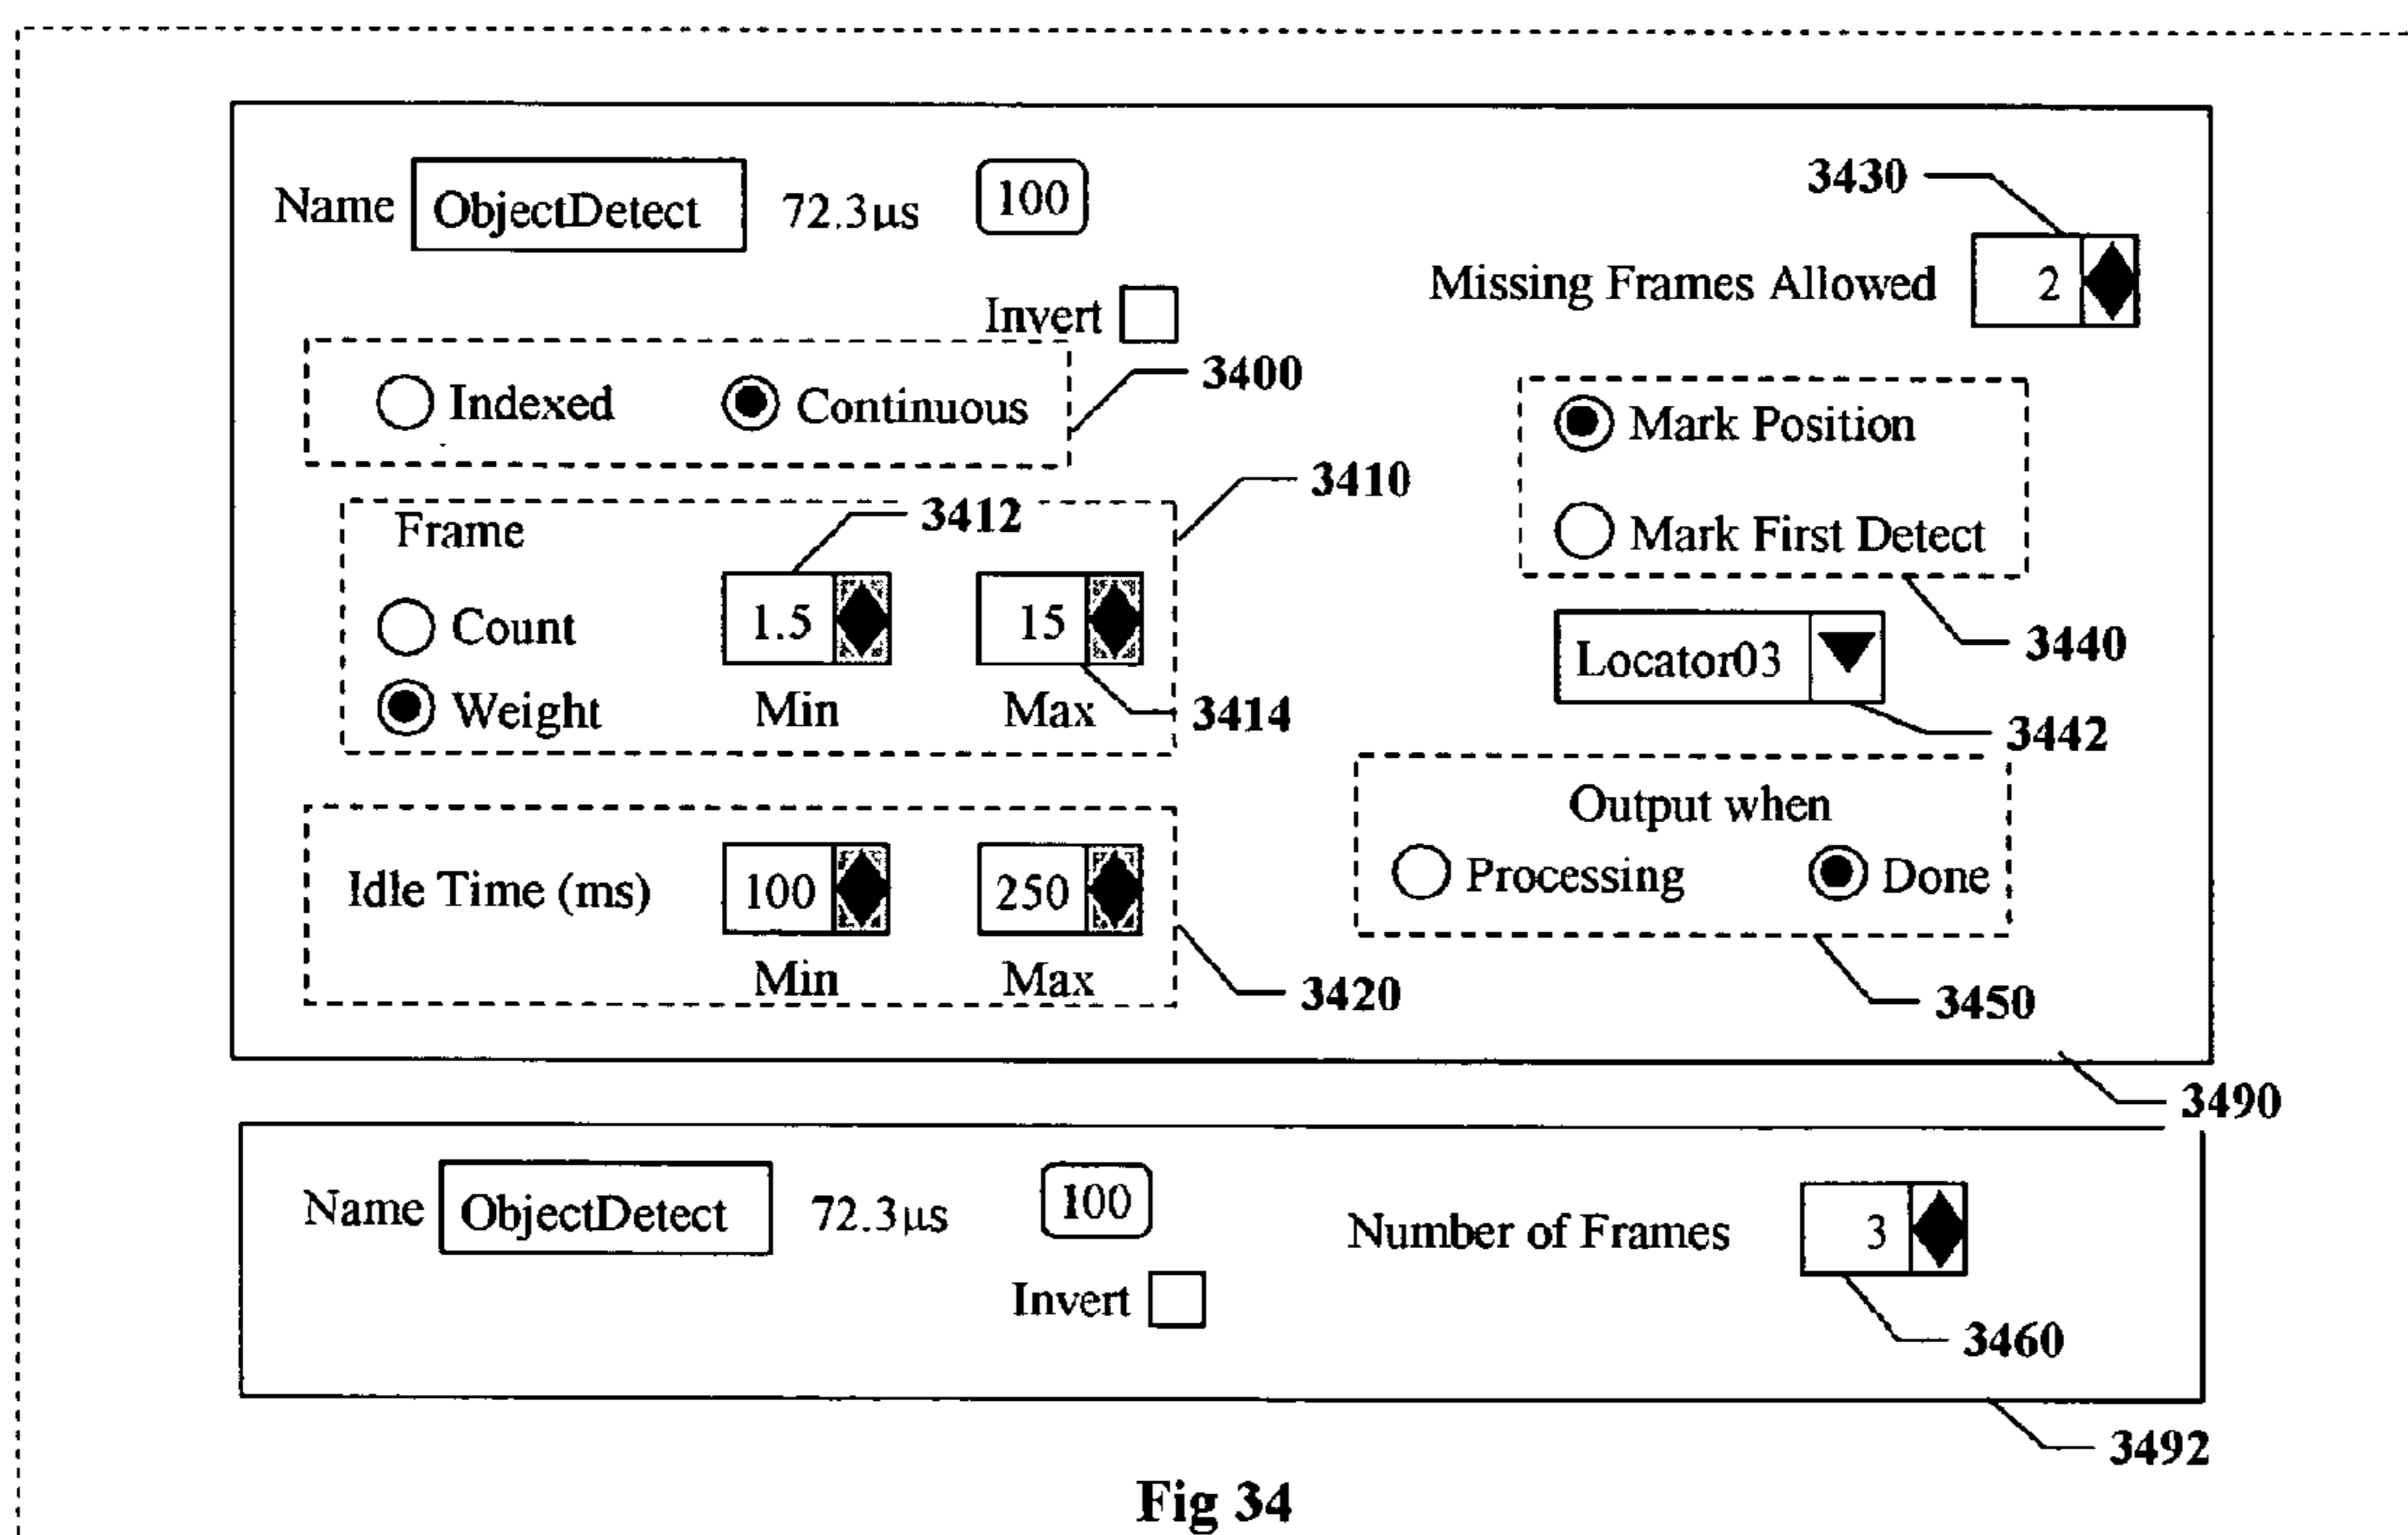 Name ObjectDetect 72.3µs 100
3430
Missing Frames Allowed 2
Invert
3400
Indexed Continuous
Mark Position
3410
3412
Frame
Mark First Detect
Count 1.5 15
3440
Locator03
Weight Min Max 3414
3442
Output when
Idle Time (ms) 100 250
Processing Done
Min Max
3420
3450
3490
Name ObjectDetect 72.3µs 100
Number of Frames 3
Invert
3460
3492
Fig 34